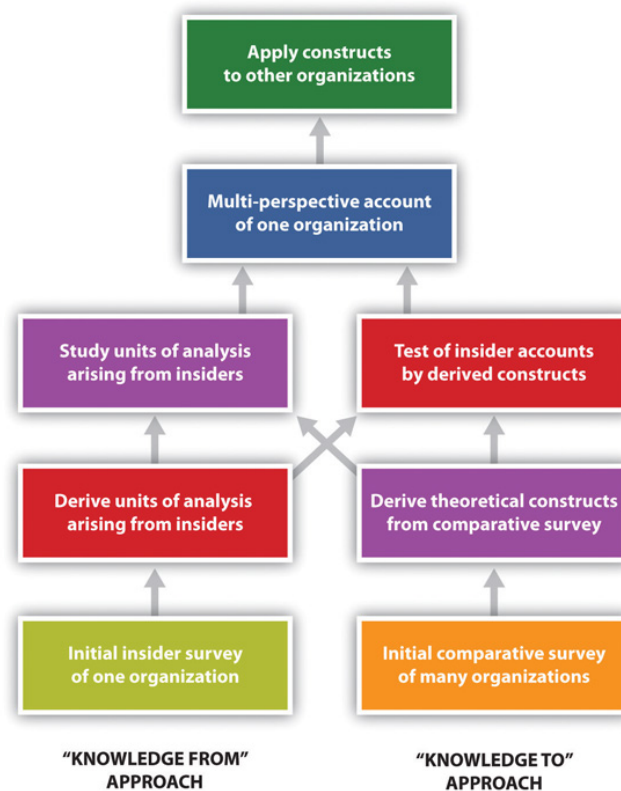 Apply constructs
to other organizations
Multi-perspective account
of one organization
Study units of analysis
arising from insiders
Test of insider accounts
by derived constructs
Derive units of analysis
arising from insiders
Derive theoretical constructs
from comparative survey
Initial insider survey
of one organization
Initial comparative survey
of many organizations
“KNOWLEDGE FROM”
APPROACH
“KNOWLEDGE TO”
APPROACH